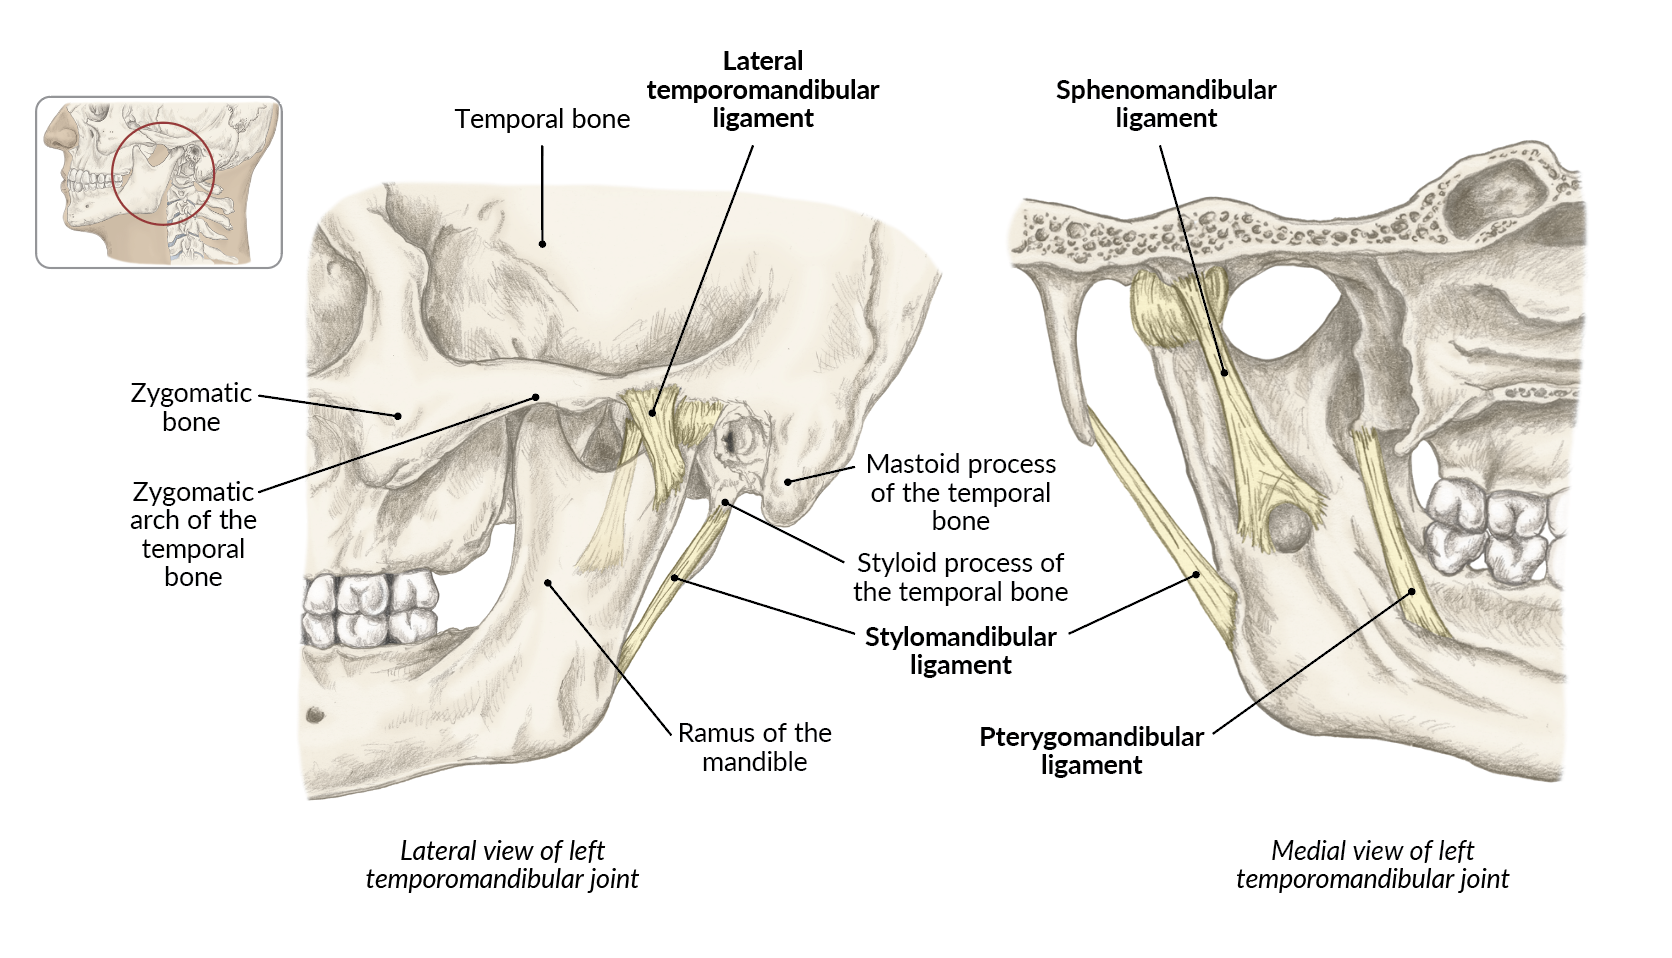 Lateral
temporomandibular
ligament
Temporal bone
Sphenomandibular
ligament
Zygomatic
bone
Zygomatic
arch of the
temporal
bone
Mastoid process
of the temporal
bone
Styloid process of
the temporal bone
Stylomandibular
ligament
Ramus of the
mandible
Pterygomandibular
ligament
Lateral view of left
temporomandibular joint
Medial view of left
temporomandibular joint